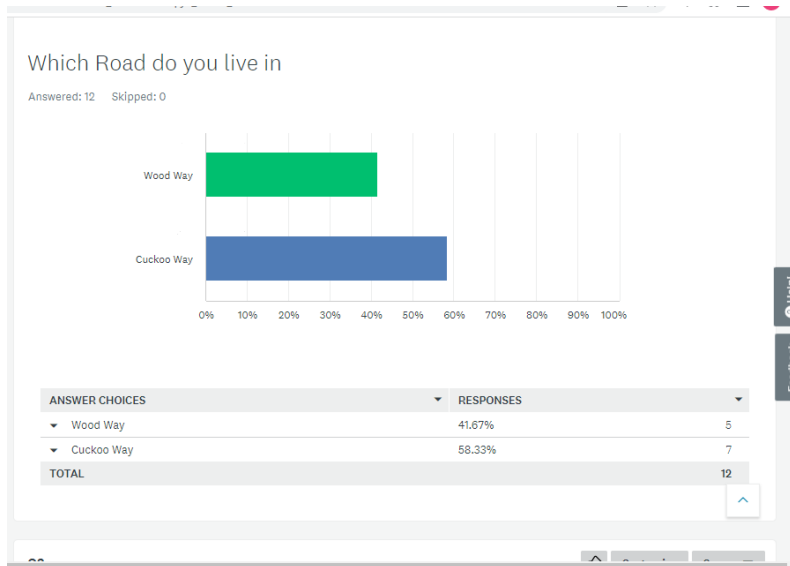 Which Road do you live in
Answered: 12 Skipped: 0
Wood Way
Cuckoo Way
0% 10% 20% 30% 40% 50% 60% 70% 80% 90% 100%
ANSWER CHOICES RESPONSES
Wood Way 41.67% 5
Cuckoo Way 58.33% 7
TOTAL 12